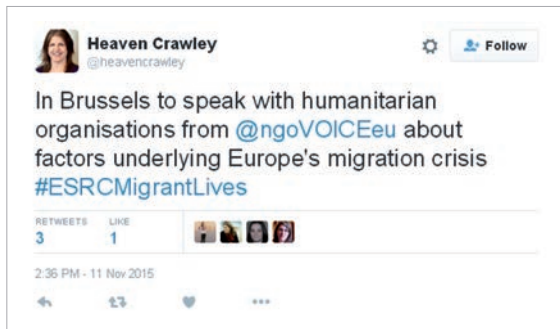 Heaven Crawley
@heavencrawley
Follow
In Brussels to speak with humanitarian
organisations from @ngoVOICEeu about
factors underlying Europe's migration crisis
#ESRCMigrantLives
RETWEETS LIKE
3 1
2:36 PM - 11 Nov 2015